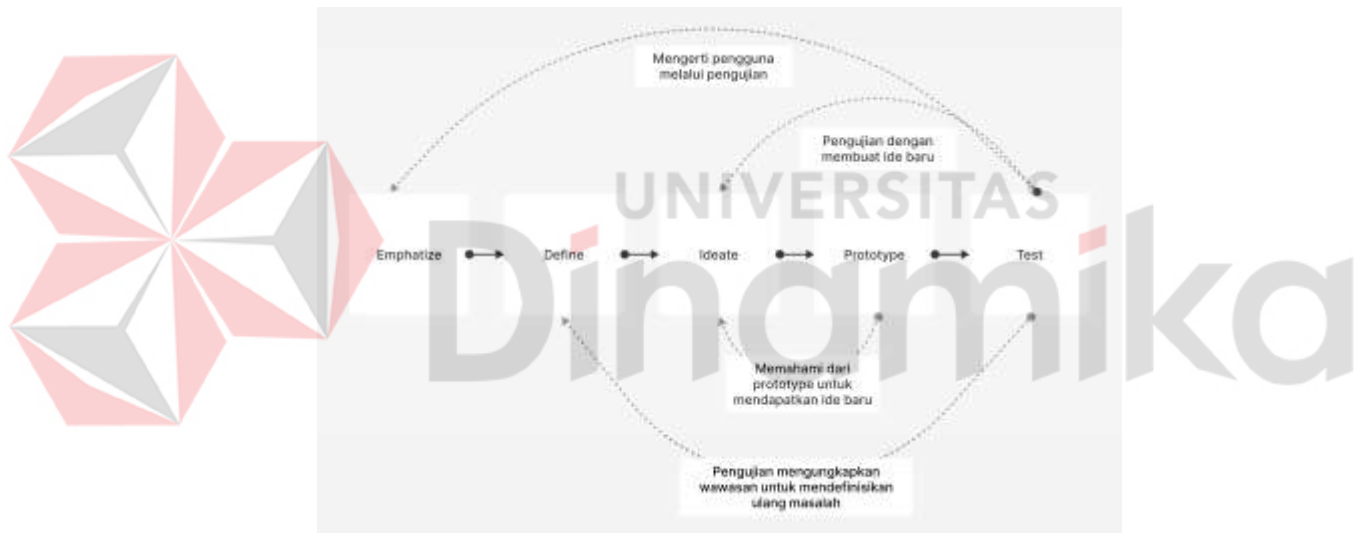 Mengerti pengguna
melalui pengujian
Pengujian dengan
membuat ide baru
UNIVERSITAS
Dinamika
Emphatize
Define
Ideate
Prototype
Test
Memahami dari
prototype untuk
mendapatkan ide baru
Pengujian mengungkapkan
wawasan untuk mendefinisikan
ulang masalah